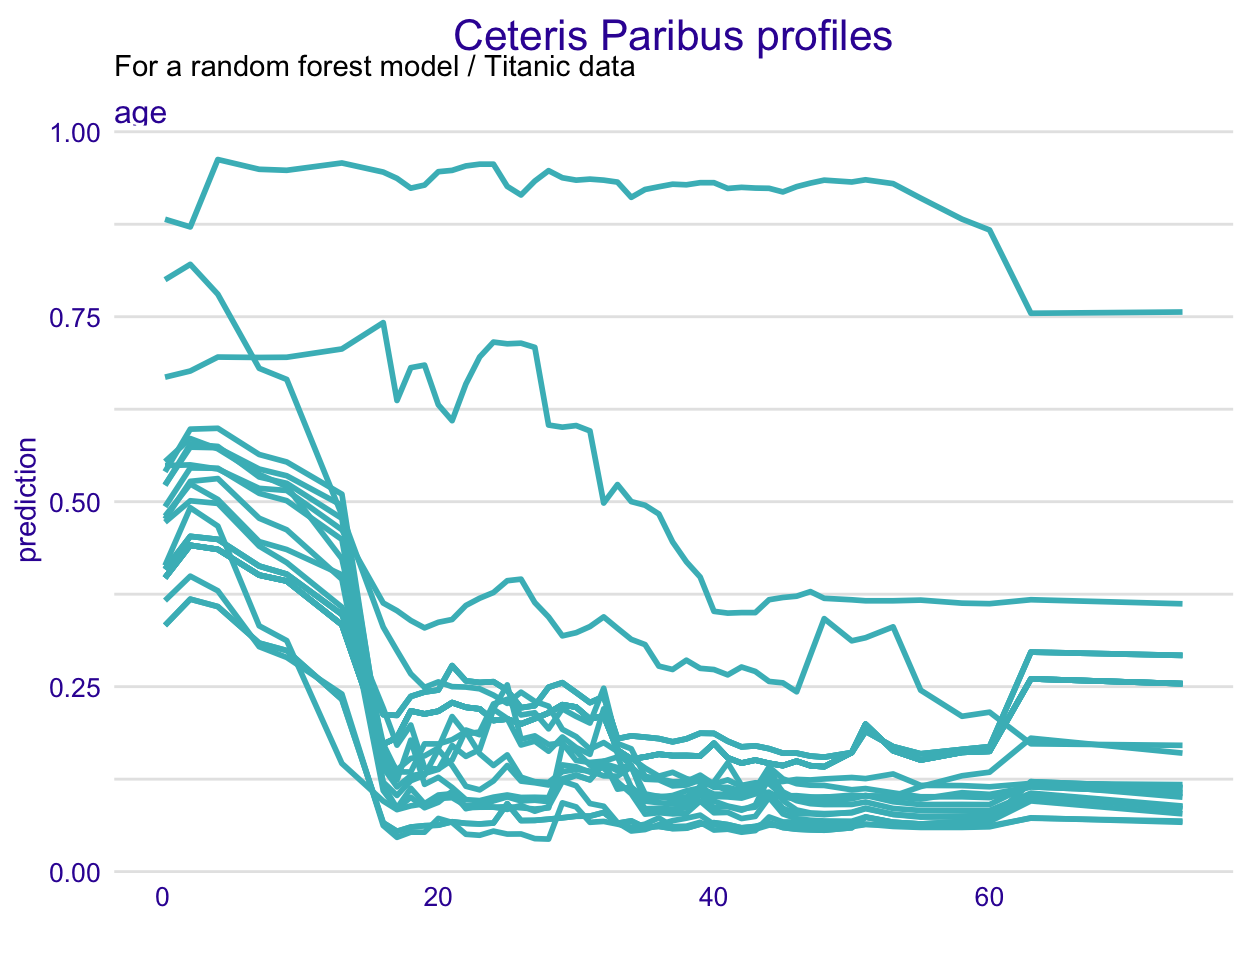 Ceteris Paribus profiles
For a random forest model / Titanic data
age
1.00
0.75
0.50
0.25
0.00
prediction
0
20
40
60